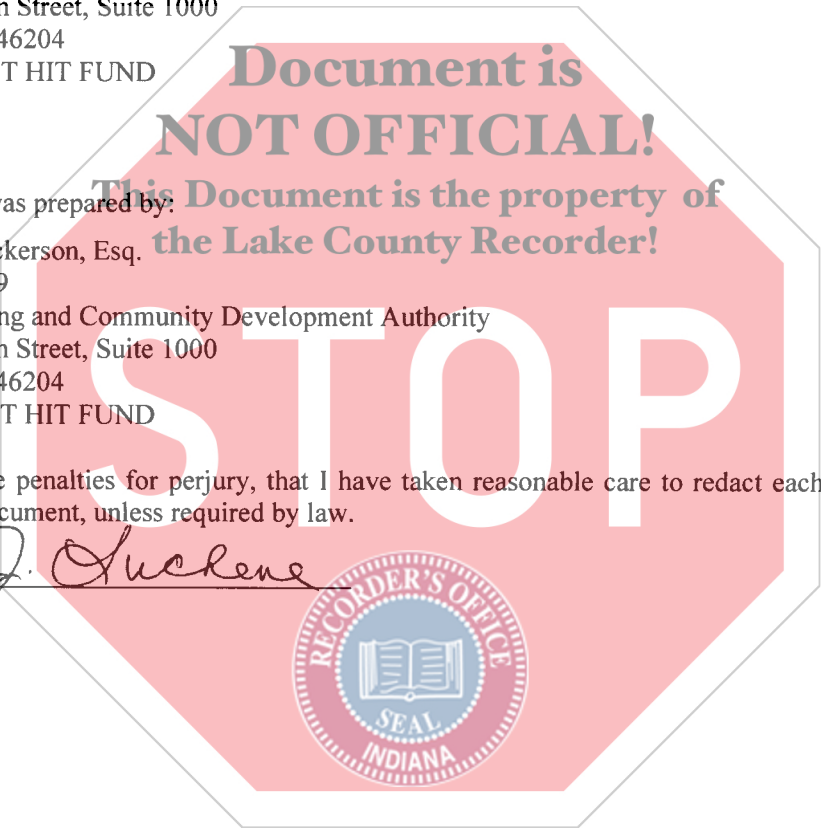 n Street, Suite 1000
46204
T HIT FUND
Document is
NOT OFFICIAL!
This Document is the property of
the Lake County Recorder!
as prepared by:
ckerson, Esq.
9
ng and Community Development Authority
n Street, Suite 1000
46204
T HIT FUND
STOP
e penalties for perjury, that I have taken reasonable care to redact each
cument, unless required by law.
J.
RECORDER'S OFFICE
SEAL
INDIANA